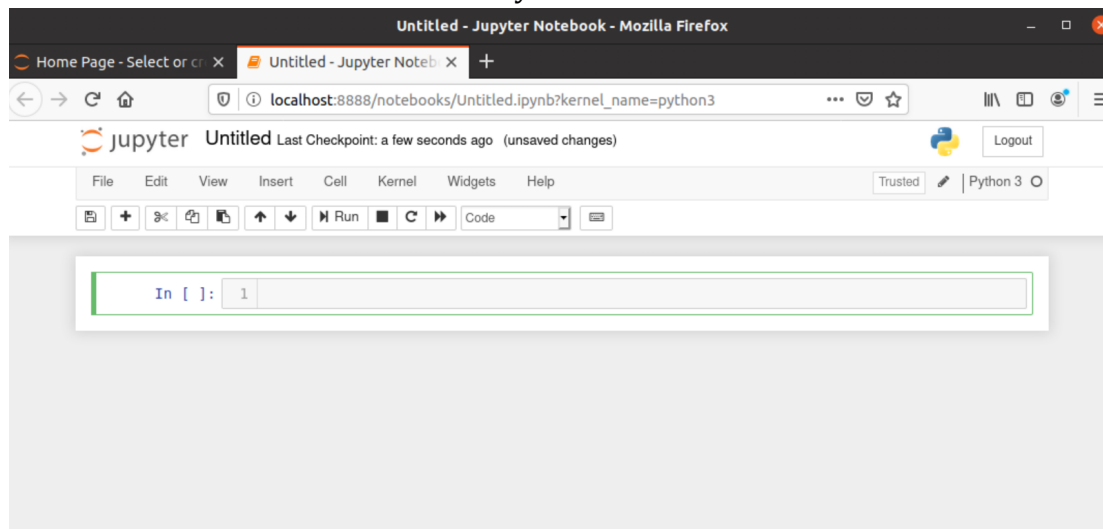 Untitled - Jupyter Notebook - Mozilla Firefox
Home Page - Select or cr Untitled - Jupyter Noteb
localhost:8888/notebooks/Untitled.ipynb?kernel_name=python3
jupyter Untitled Last Checkpoint: a few seconds ago (unsaved changes) Logout
File Edit View Insert Cell Kernel Widgets Help Trusted Python 3
Run Code
In [ ]: 1